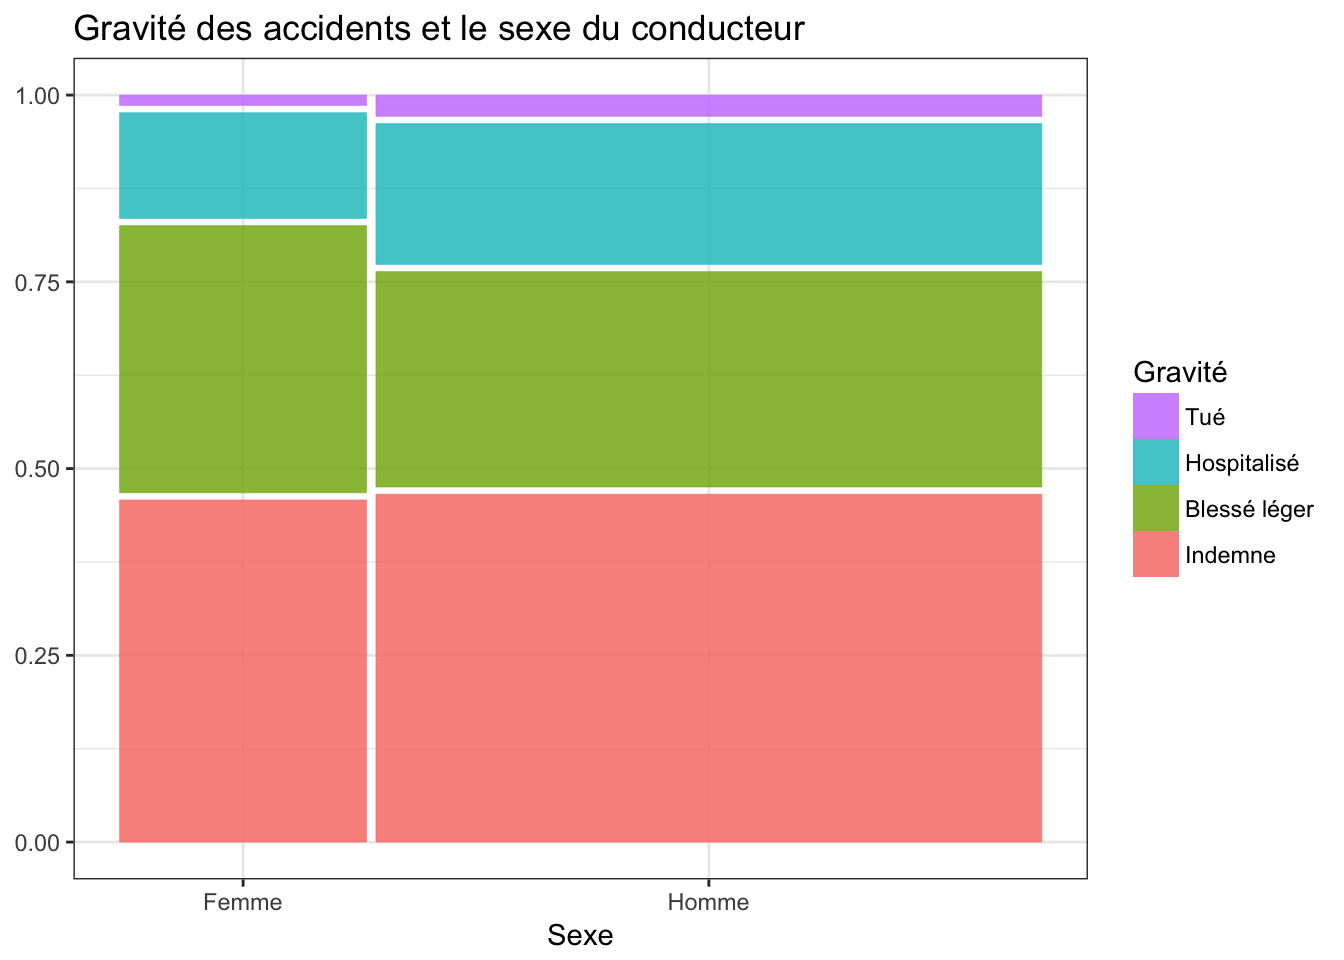 Gravité des accidents et le sexe du conducteur
1.00
0.75
0.50
0.25
0.00
Femme
Homme
Sexe
Gravité
Tué
Hospitalisé
Blessé léger
Indemne